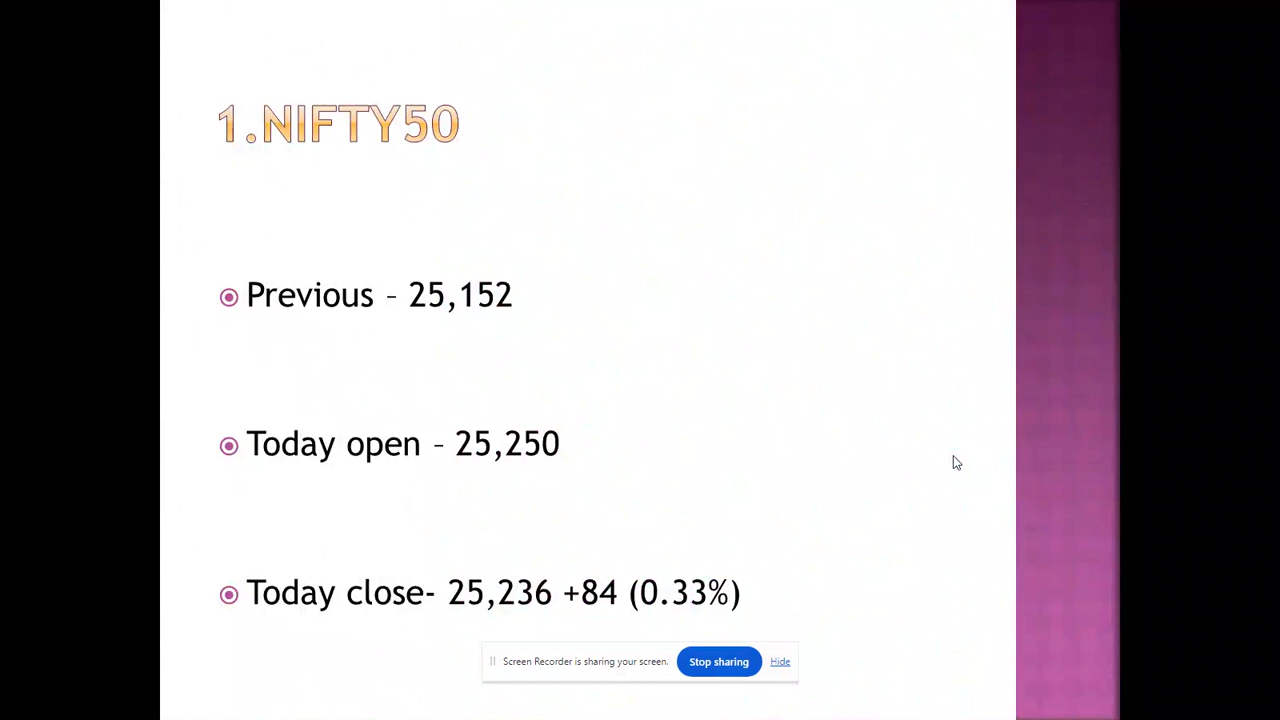 1.NIFTY50
Previous – 25,152
Today open – 25,250
Today close- 25,236 +84 (0.33%)
Screen Recorder is sharing your screen. Stop sharing Hide